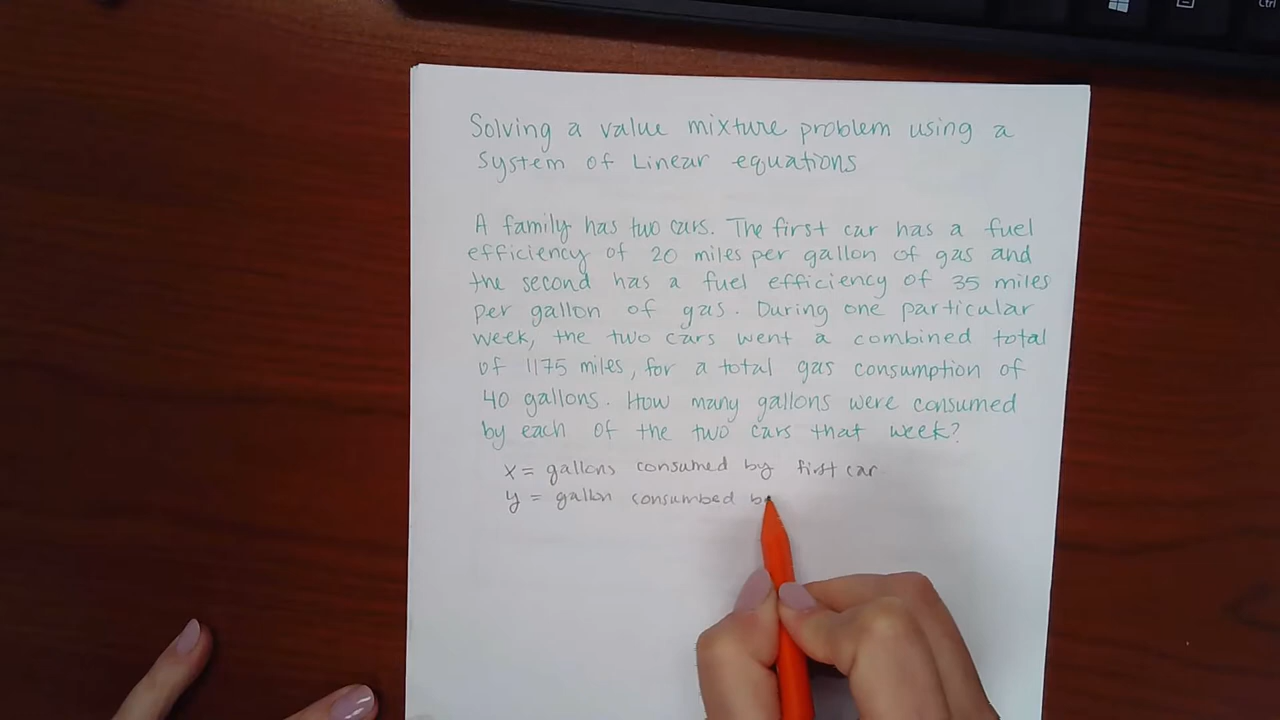 Ctrl
Solving a value mixture problem using a
System of Linear equations
A family has two cars. The first car has a fuel
efficiency of 20 miles per gallon of gas and
the second has a fuel efficiency of 35 miles
per gallon of gas. During one particular
week, the two cars went a combined total
of 1175 miles, for a total gas consumption of
40 gallons. How many gallons were consumed
by each of the two cars that week?
x = gallons consumed by first car
y = gallon consumbed by